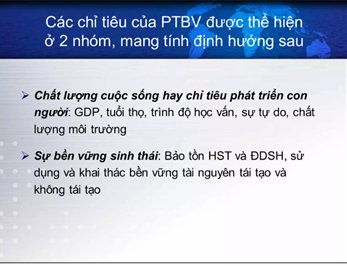 Các chỉ tiêu của PTBV được thể hiện
ở 2 nhóm, mang tính định hướng sau
Chất lượng cuộc sống hay chỉ tiêu phát triển con
người: GDP, tuổi thọ, trình độ học vấn, sự tự do, chất
lượng môi trường
Sự bền vững sinh thái: Bảo tồn HST và ĐDSH, sử
dụng và khai thác bền vững tài nguyên tái tạo và
không tái tạo